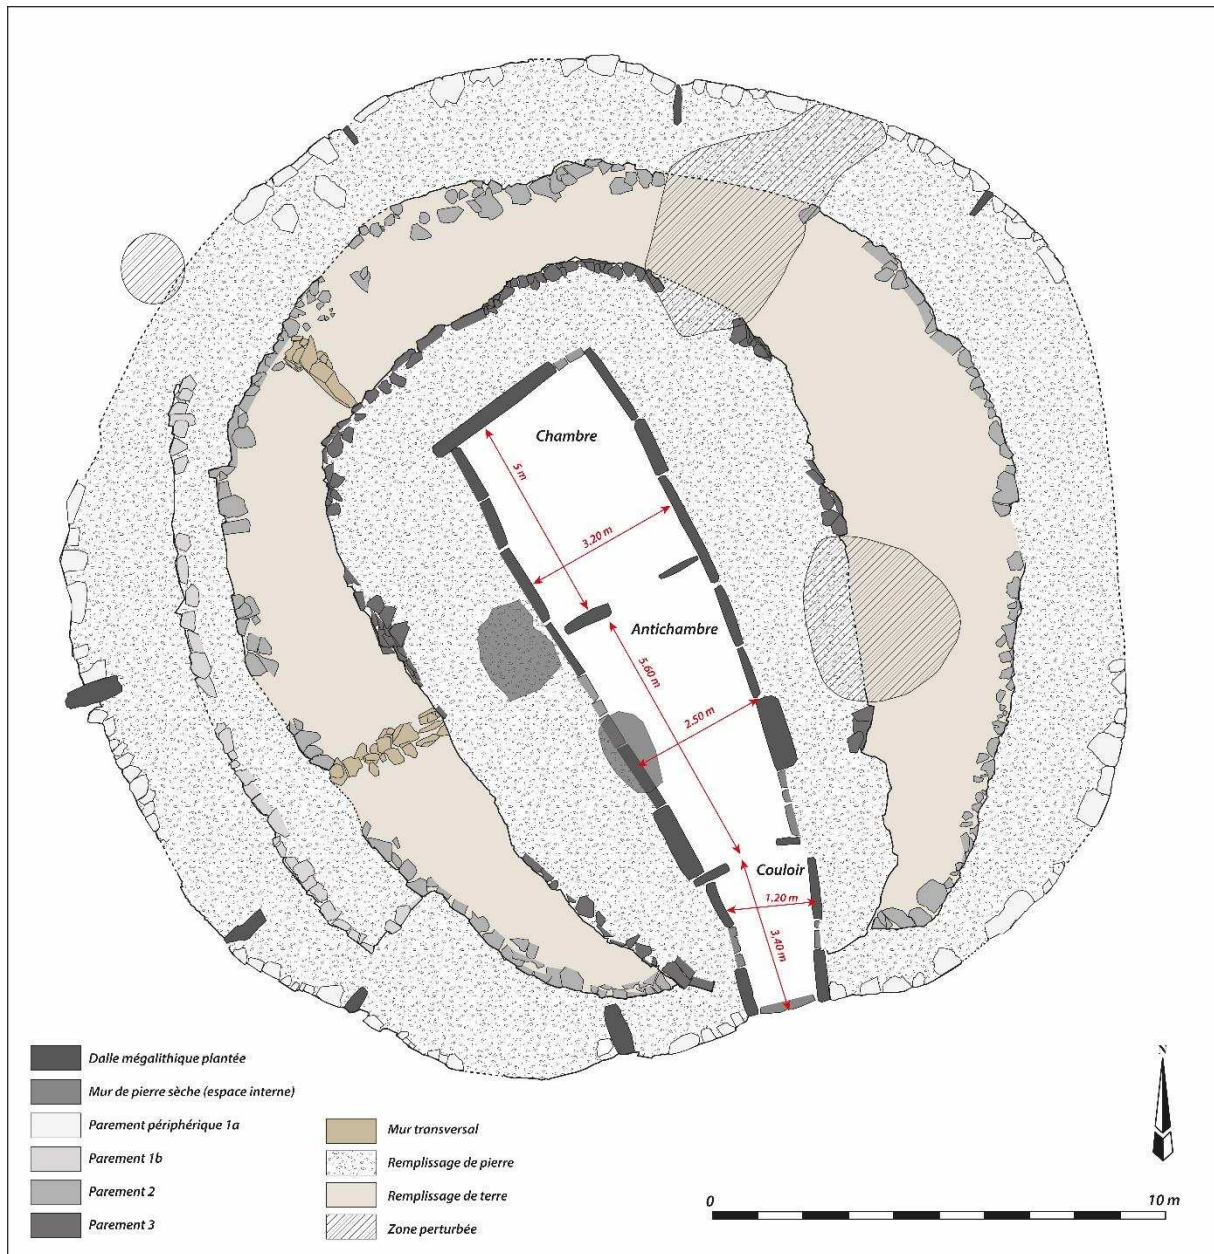 Chambre
5 m
3.20 m
Antichambre
5.60 m
2.50 m
Couloir
1.20 m
3.40 m
Dalle mégalithique plantée
Mur de pierre sèche (espace interne)
Parement périphérique 1a
Parement 1b
Parement 2
Parement 3
Mur transversal
Remplissage de pierre
Remplissage de terre
Zone perturbée
N
0 10 m